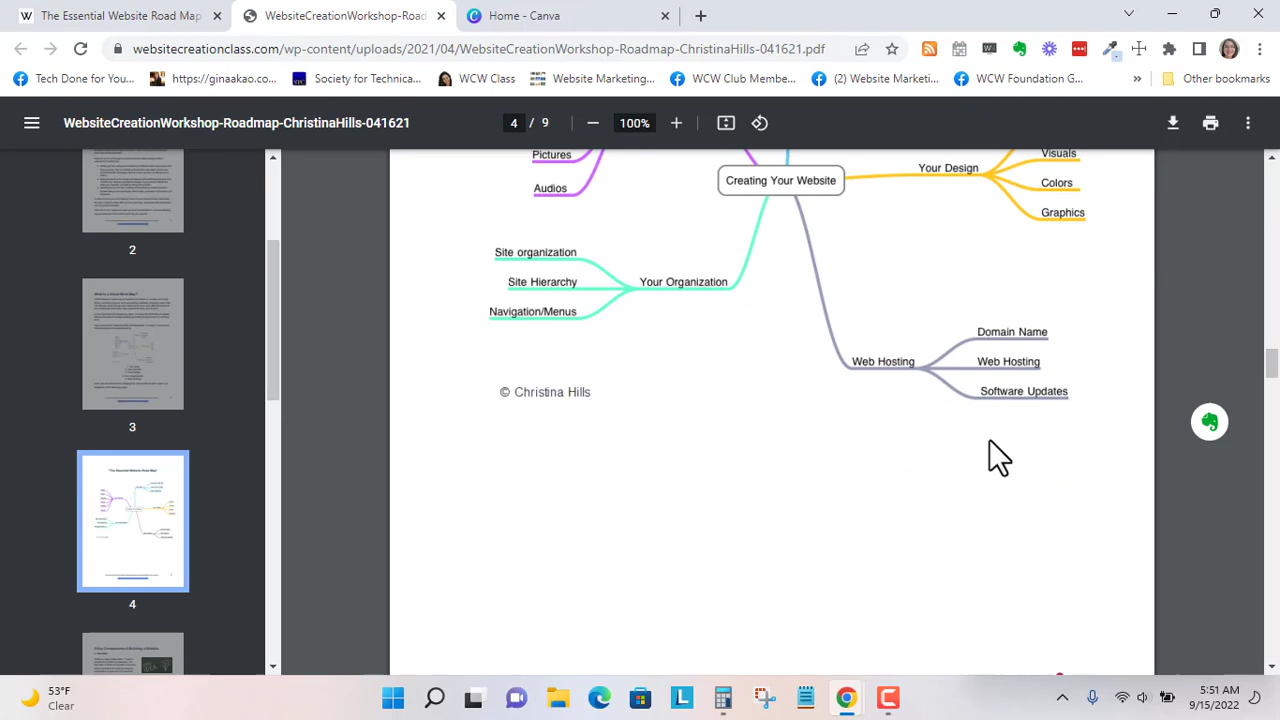 The Essential Website Road Map
WebsiteCreationWorkshop-Road
Home - Canva
websitecreationclass.com/wp-content/uploads/2021/04/WebsiteCreationWorkshop-Roadmap-ChristinaHills-041621.pdf
Tech Done for You...
https://ginaakao.co...
Society for Technica...
WCW Class
Website Marketing...
WCW Club Membe...
(2) Website Marketi...
WCW Foundation G...
»
Other bookmarks
WebsiteCreationWorkshop-Roadmap-ChristinaHills-041621
4 / 9
100%
2
3
4
Pictures
Audios
Creating Your Website
Your Design
Visuals
Colors
Graphics
Site organization
Site Hierarchy
Navigation/Menus
Your Organization
Web Hosting
Domain Name
Web Hosting
Software Updates
© Christina Hills
53°F
Clear
5:51 AM
9/15/2022